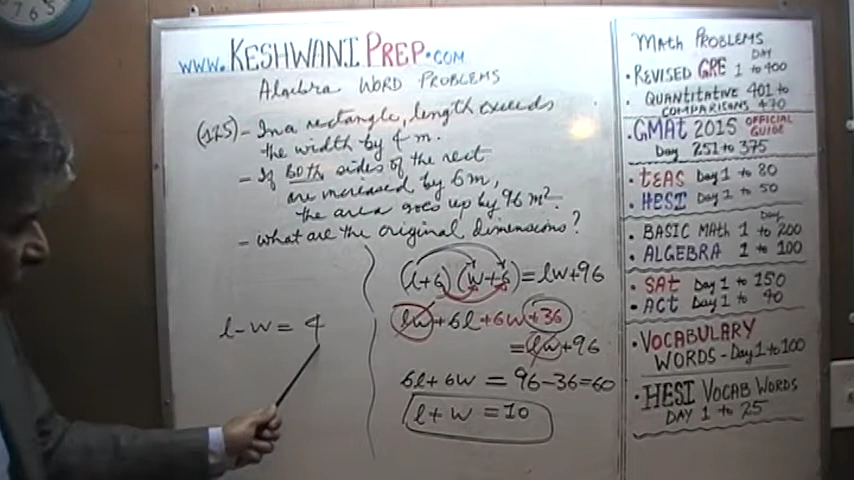 www.KESHWANIPREP.com
Algebra WORD PROBLEMS
(125) - In a rectangle, length exceeds
the width by 4 m.
- If BOTH sides of the rect
are increased by 6m,
the area goes up by 96 m².
- what are the original dimensions?
l - w = 4
(l+6)(w+6) = lw+96
lw+6l+6w+36
= lw+96
6l+6w = 96-36=60
l + w = 10
MATH PROBLEMS
DAY
• REVISED GRE 1 to 400
• QUANTITATIVE 401 to
COMPARISONS 470
• GMAT 2015 OFFICIAL
GUIDE
Day 251 to 375
• TEAS Day 1 to 80
• HESI Day 1 to 50
Day
• BASIC MATH 1 to 200
• ALGEBRA 1 to 100
• SAT Day 1 to 150
• ACT Day 1 to 90
• VOCABULARY
WORDS - Day 1 to 100
• HESI VOCAB WORDS
DAY 1 to 25
7 6 5